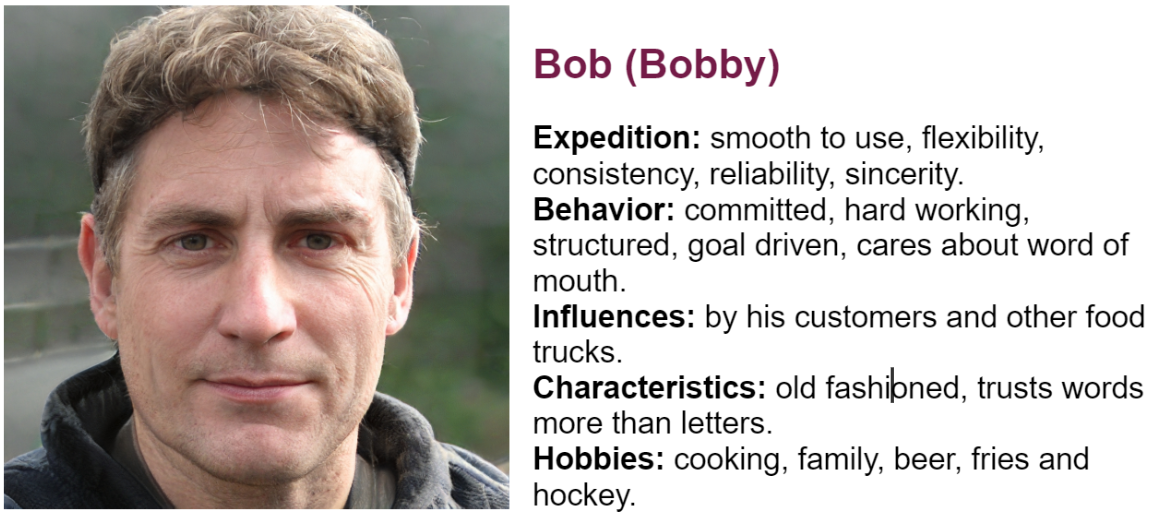 Bob (Bobby)
Expedition: smooth to use, flexibility,
consistency, reliability, sincerity.
Behavior: committed, hard working,
structured, goal driven, cares about word of
mouth.
Influences: by his customers and other food
trucks.
Characteristics: old fashioned, trusts words
more than letters.
Hobbies: cooking, family, beer, fries and
hockey.